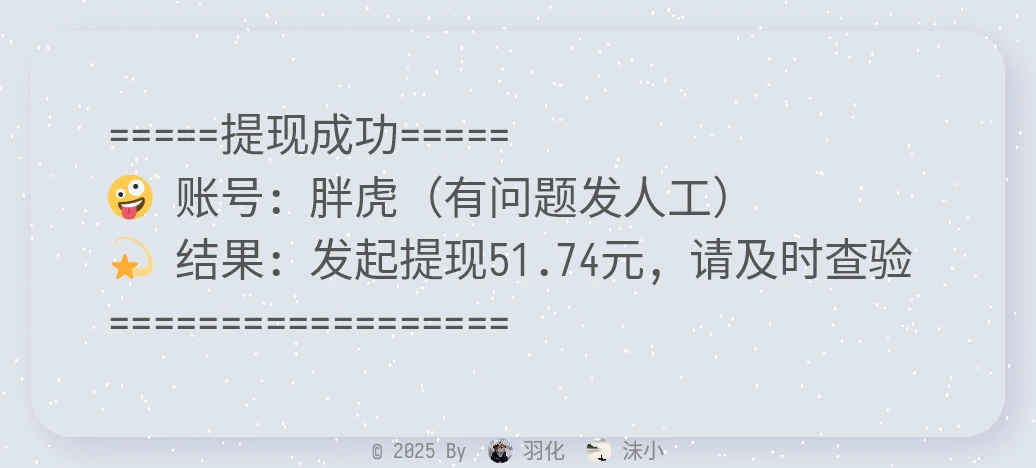 =====提现成功=====
🤪 账号：胖虎（有问题发人工）
💫 结果：发起提现51.74元，请及时查验
==================
© 2025 By 羽化 沫小